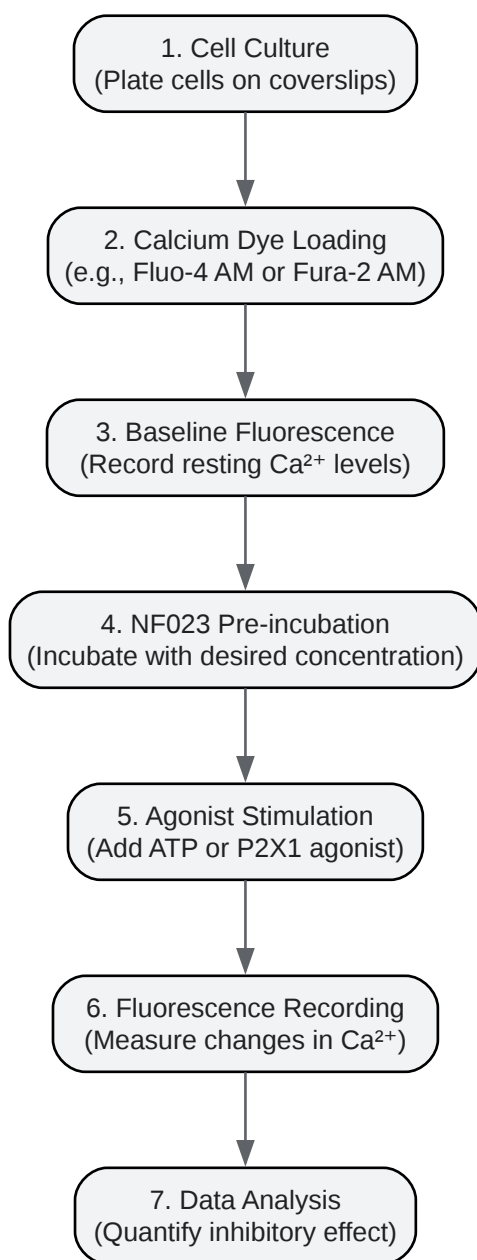 1. Cell Culture
(Plate cells on coverslips)
2. Calcium Dye Loading
(e.g., Fluo-4 AM or Fura-2 AM)
3. Baseline Fluorescence
(Record resting Ca²⁺ levels)
4. NF023 Pre-incubation
(Incubate with desired concentration)
5. Agonist Stimulation
(Add ATP or P2X1 agonist)
6. Fluorescence Recording
(Measure changes in Ca²⁺)
7. Data Analysis
(Quantify inhibitory effect)